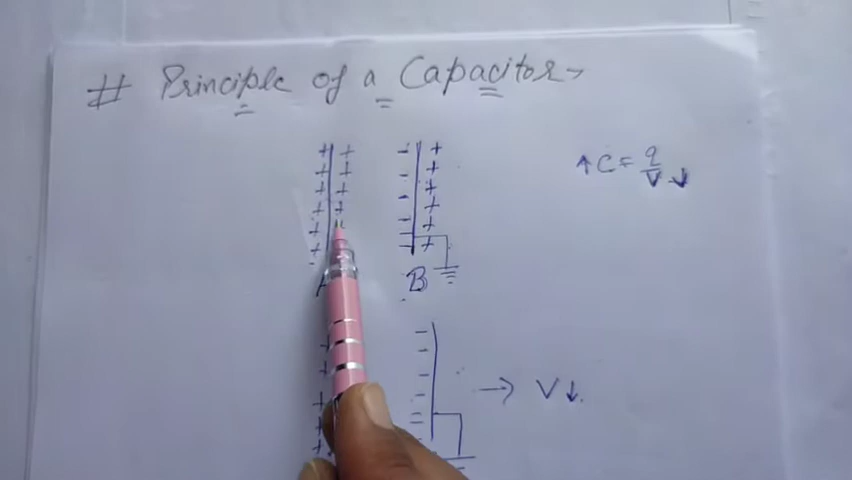 # Principle of a Capacitor→
↑ C = q/V ↓
B
→ V↓.